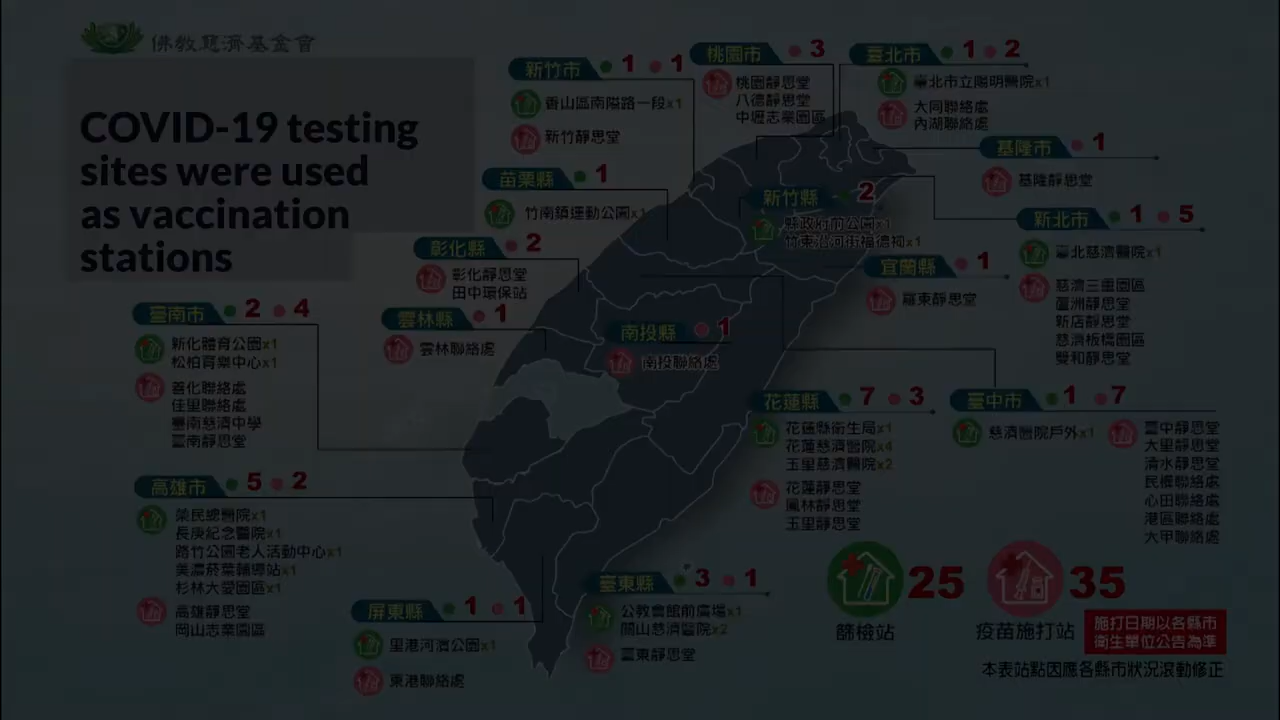 佛教慈濟基金會
COVID-19 testing
sites were used
as vaccination
stations
新竹市 1 1
香山區南隘路一段x1
新竹靜思堂
桃園市 3
桃園靜思堂
八德靜思堂
中壢志業園區
臺北市 1 2
臺北市立陽明醫院x1
大同聯絡處
內湖聯絡處
基隆市 1
基隆靜思堂
苗栗縣 1
竹南鎮運動公園x1
新竹縣 2
縣政府前公園x1
竹東沿河街福德祠x1
新北市 1 5
臺北慈濟醫院x1
慈濟三重園區
蘆洲靜思堂
新店靜思堂
慈濟板橋園區
雙和靜思堂
彰化縣 2
彰化靜思堂
田中環保站
宜蘭縣 1
羅東靜思堂
臺南市 2 4
新化體育公園x1
松柏育樂中心x1
善化聯絡處
佳里聯絡處
臺南慈濟中學
臺南靜思堂
雲林縣 1
雲林聯絡處
南投縣 1
南投聯絡處
花蓮縣 7 3
花蓮縣衛生局x1
花蓮慈濟醫院x4
玉里慈濟醫院x2
花蓮靜思堂
鳳林靜思堂
玉里靜思堂
臺中市 1 7
慈濟醫院戶外x1
臺中靜思堂
大里靜思堂
清水靜思堂
民權聯絡處
心田聯絡處
港區聯絡處
大甲聯絡處
高雄市 5 2
榮民總醫院x1
長庚紀念醫院x1
路竹公園老人活動中心x1
美濃菸葉輔導站x1
杉林大愛園區x1
高雄靜思堂
岡山志業園區
屏東縣 1 1
里港河濱公園x1
東港聯絡處
臺東縣 3 1
公教會館前廣場x1
關山慈濟醫院x2
臺東靜思堂
25
篩檢站
35
疫苗施打站
施打日期以各縣市
衛生單位公告為準
本表站點因應各縣市狀況滾動修正